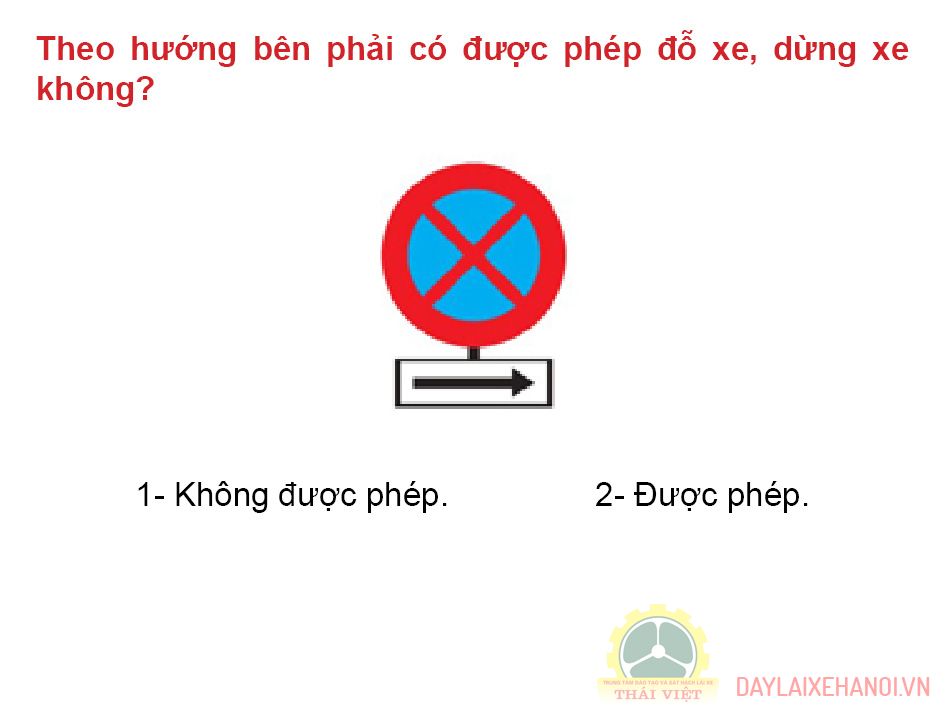 Theo hướng bên phải có được phép đỗ xe, dừng xe
không?
1- Không được phép. 2- Được phép.
TRUNG TÂM ĐÀO TẠO VÀ SÁT HẠCH LÁI XE
THÁI VIỆT
DAYLAIXEHANOI.VN